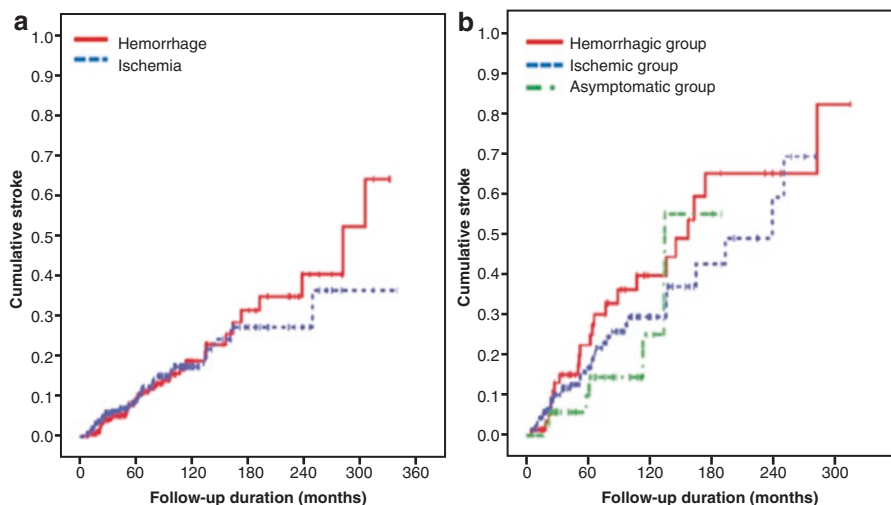 a
Hemorrhage
Ischemia
Cumulative stroke
1.0
0.9
0.8
0.7
0.6
0.5
0.4
0.3
0.2
0.1
0.0
0 60 120 180 240 300 360
Follow-up duration (months)
b
Hemorrhagic group
Ischemic group
Asymptomatic group
Cumulative stroke
1.0
0.9
0.8
0.7
0.6
0.5
0.4
0.3
0.2
0.1
0.0
0 60 120 180 240 300
Follow-up duration (months)